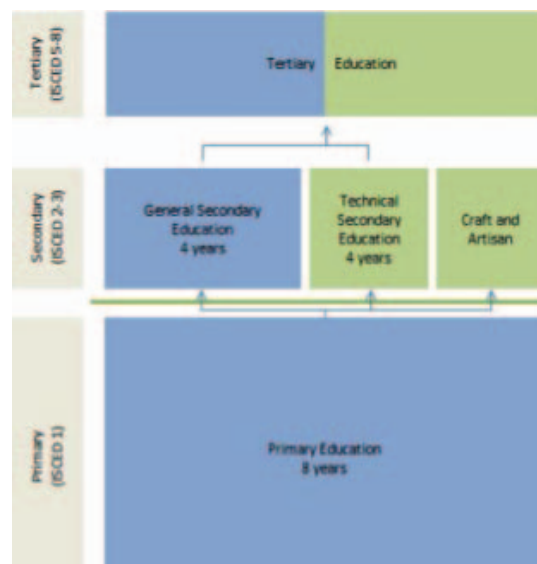 Tertiary
(ISCED 5-8)
Tertiary Education
Secondary
(ISCED 2-3)
General Secondary
Education
4 years
Technical
Secondary
Education
4 years
Craft and
Artisan
Primary
(ISCED 1)
Primary Education
8 years